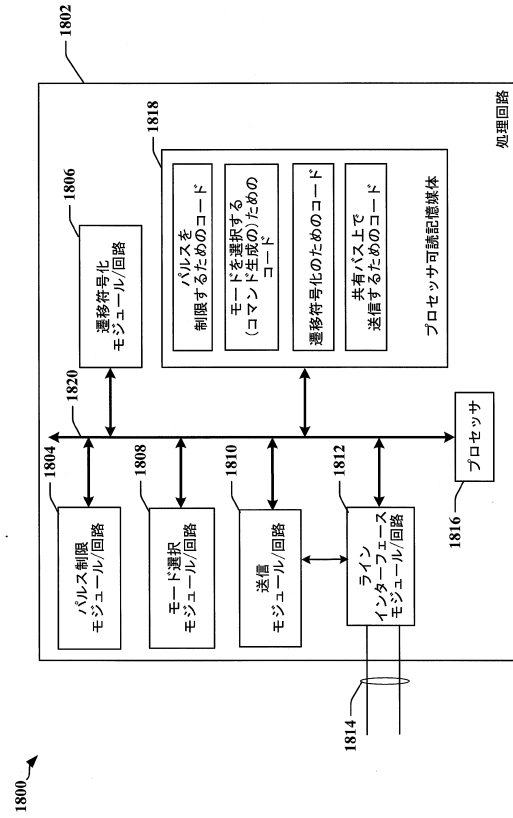 1800
1802
処理回路
1804
パルス制限
モジュール/回路
1806
遷移符号化
モジュール/回路
1820
1808
モード選択
モジュール/回路
1810
送信
モジュール/回路
1812
ライン
インターフェース
モジュール/回路
1814
1816
プロセッサ
1818
パルスを
制限するためのコード
モードを選択する
(コマンド生成の)ための
コード
遷移符号化のためのコード
共有バス上で
送信するためのコード
プロセッサ可読記憶媒体